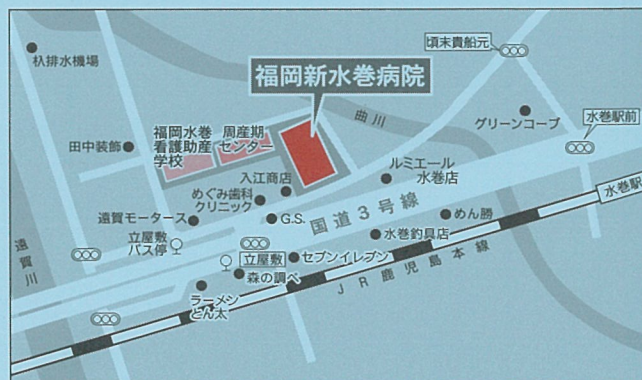 頃末貴船元
杁排水機場
福岡新水巻病院
曲川
グリーンコープ
水巻駅前
田中装飾
福岡水巻
看護助産
学校
周産期
センター
入江商店
ルミエール
水巻店
水巻駅
めぐみ歯科
クリニック
遠賀モータース
G.S.
国道3号線
めん勝
遠賀川
立屋敷
バス停
水巻釣具店
立屋敷
セブンイレブン
森の調べ
JR鹿児島本線
ラーメン
とん太